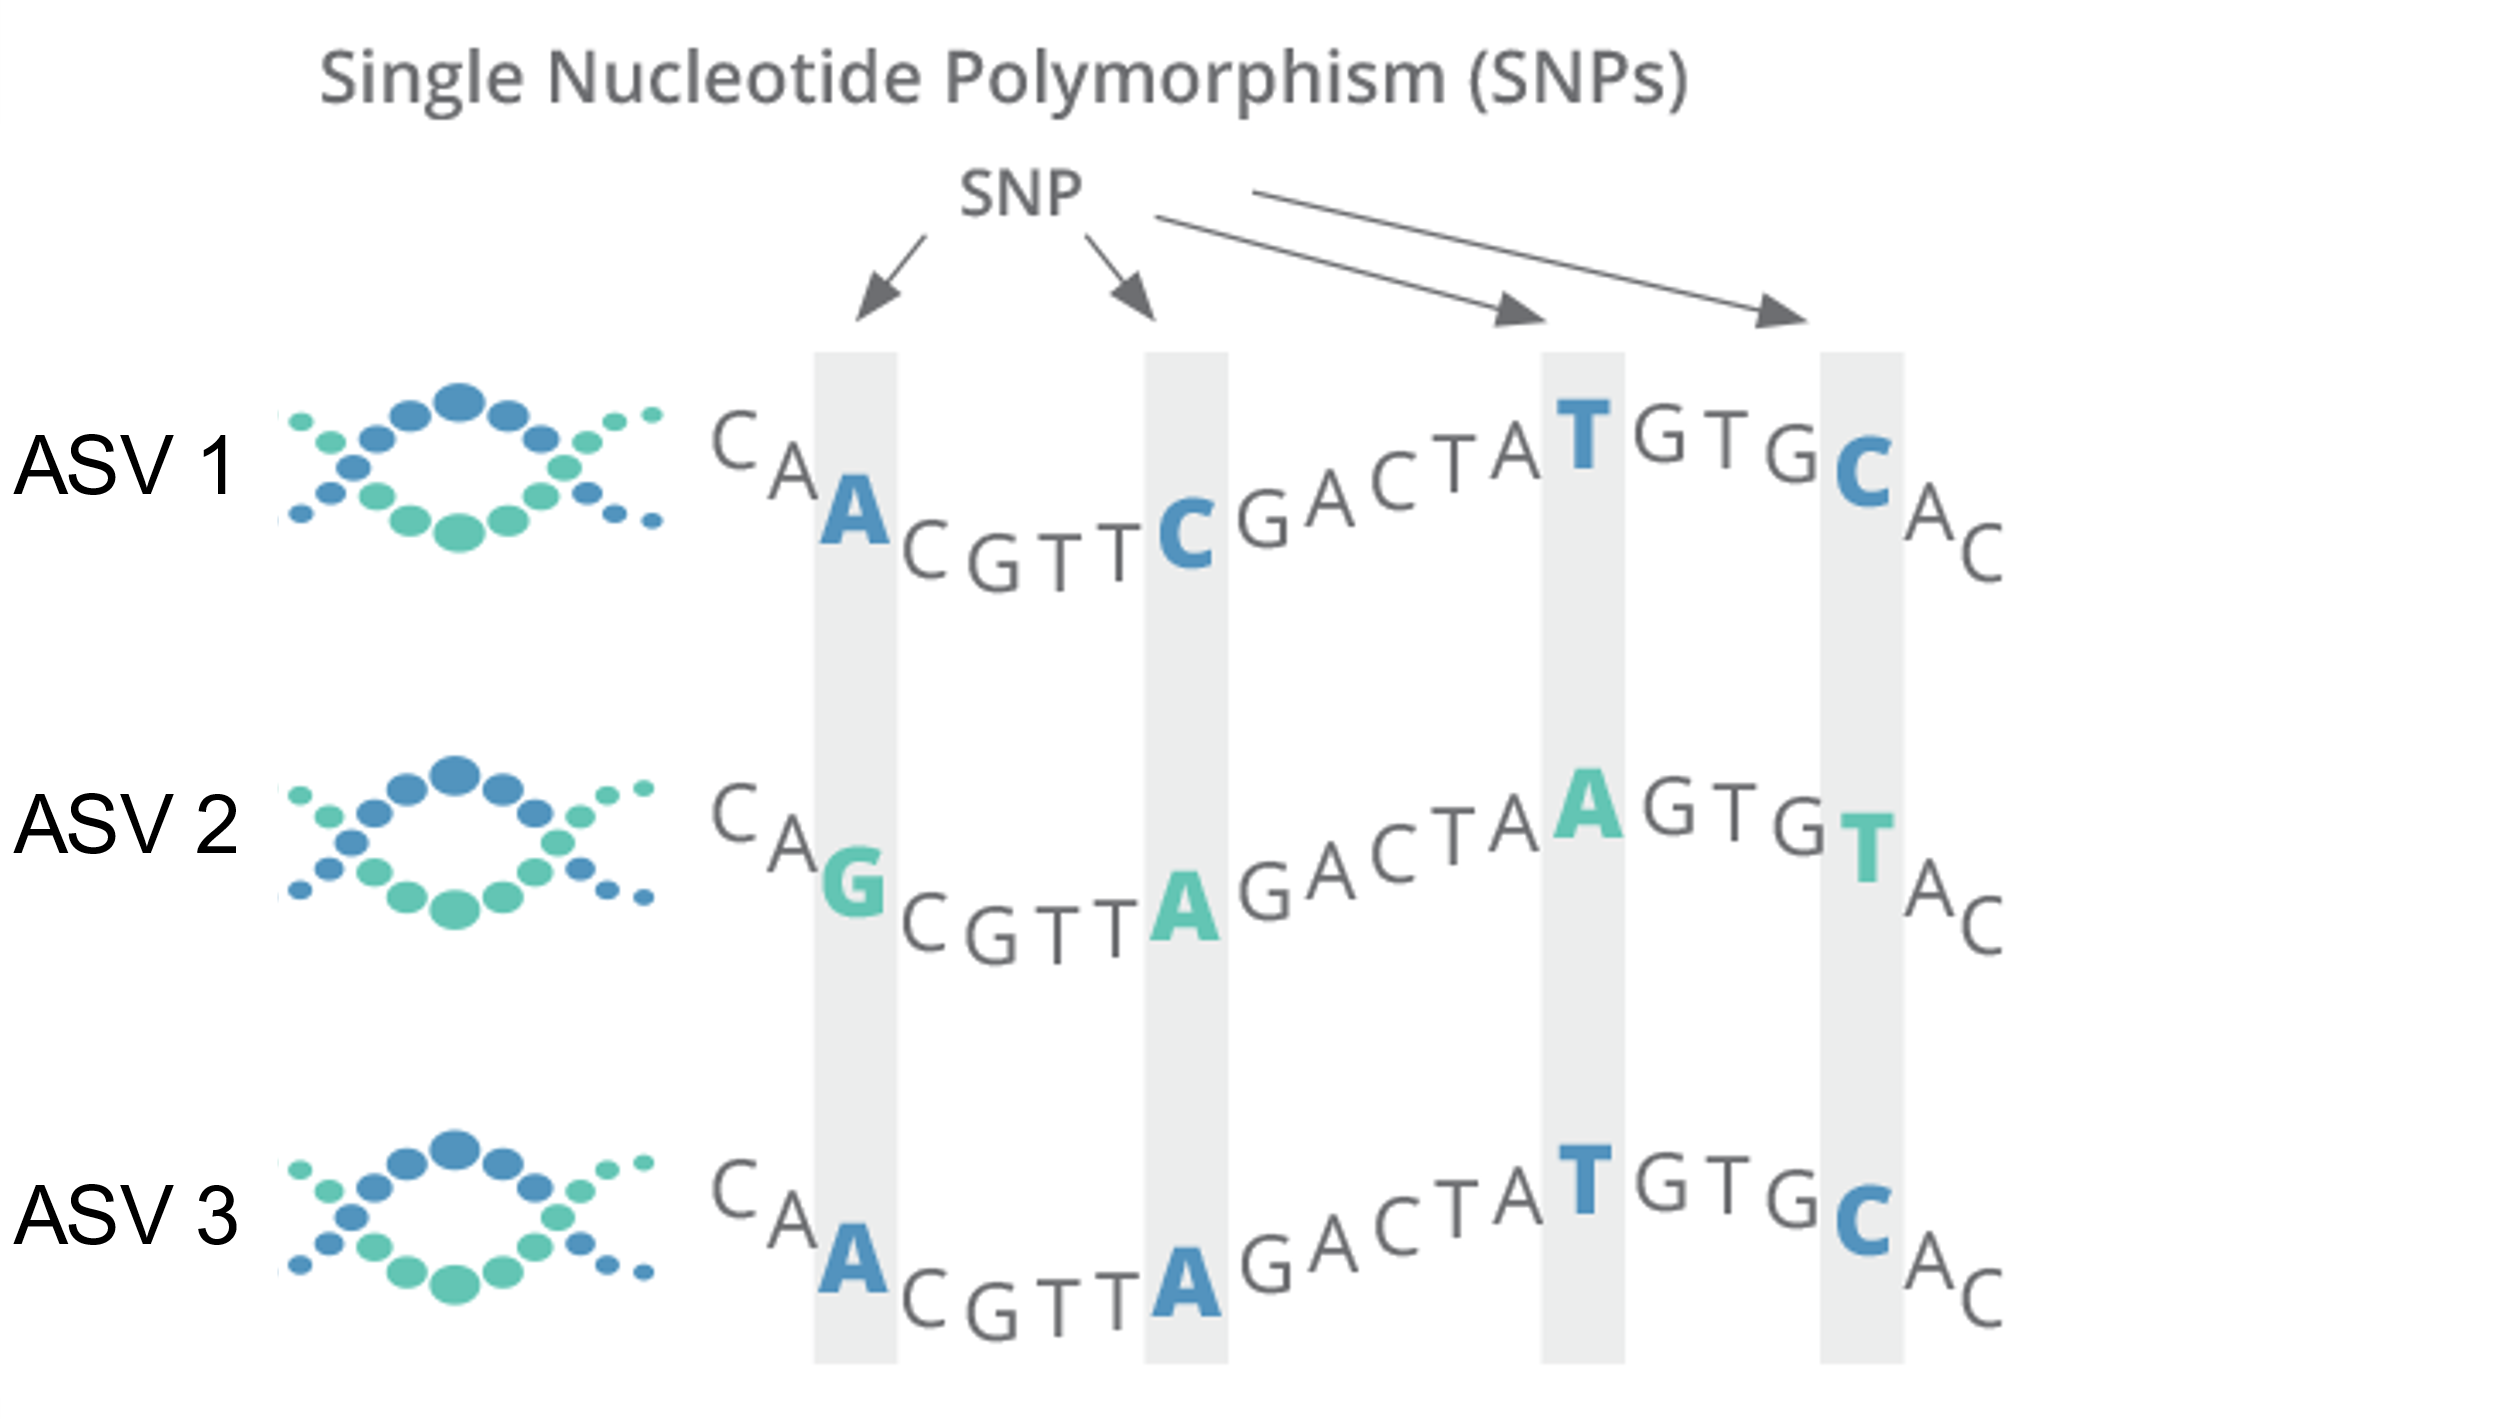 Single Nucleotide Polymorphism (SNPs)
SNP
ASV 1 CAACGTTCGACTATGTGCAC
ASV 2 CAGCGTTAGACTAAGTGTAC
ASV 3 CAACGTTAGACTATGTGCAC